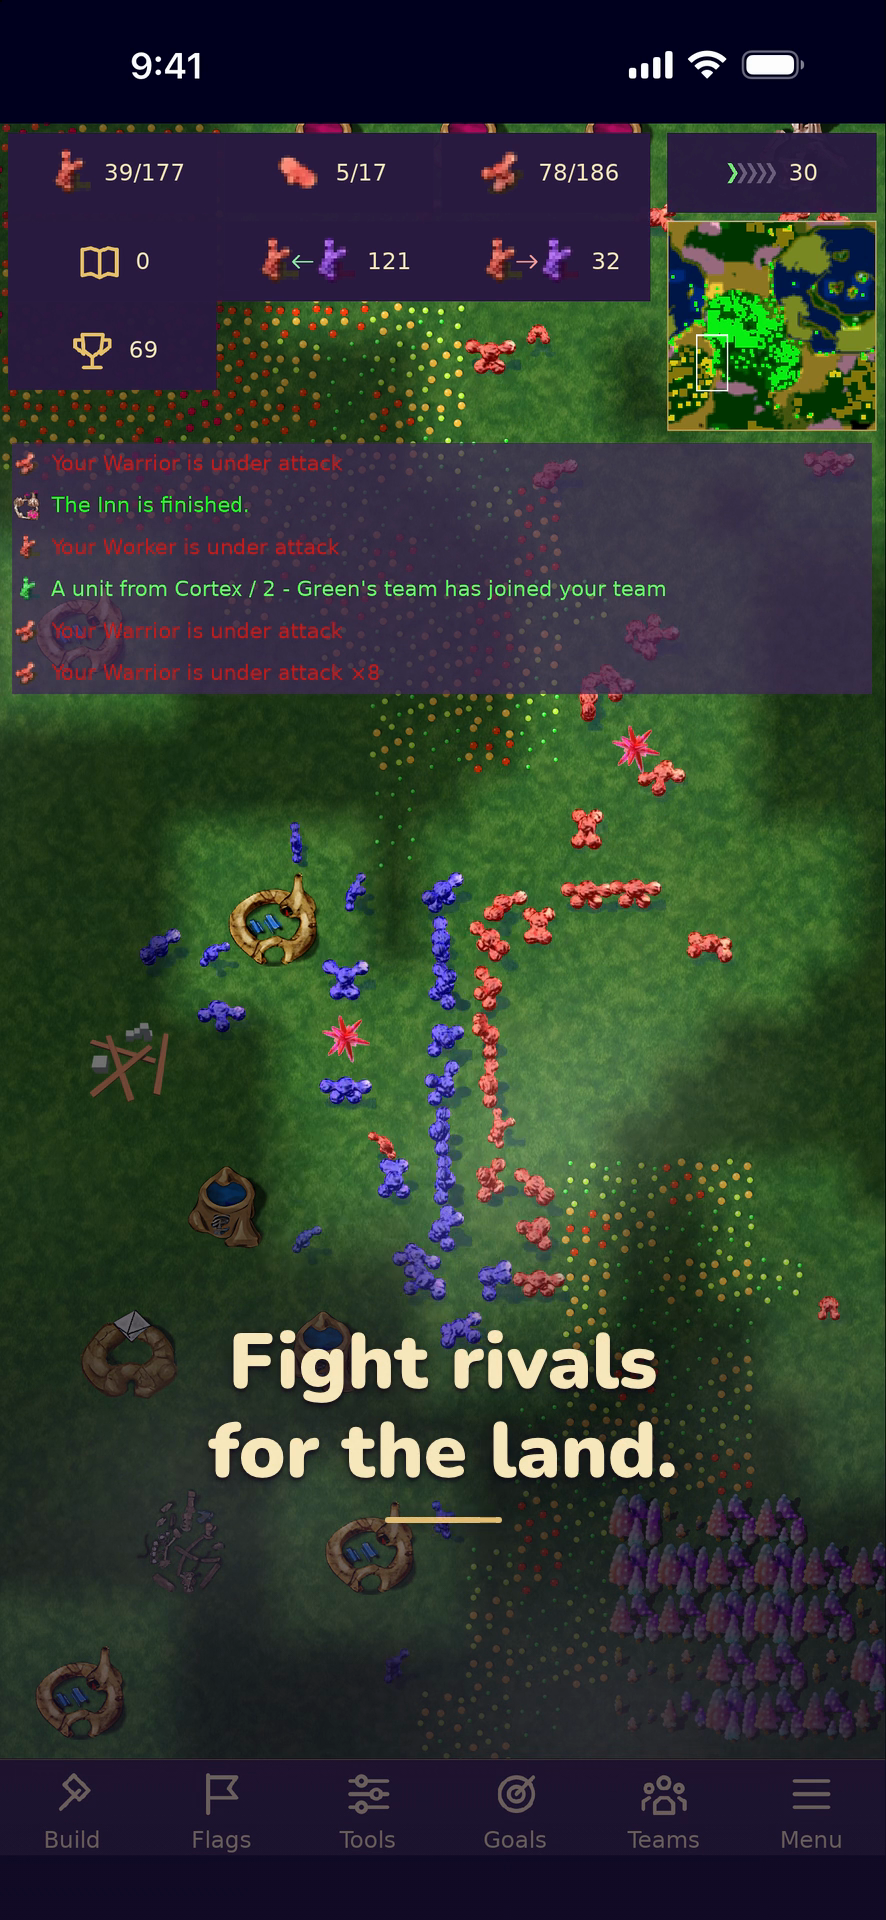 9:41
39/177 5/17 78/186 30
0 121 32
69
Your Warrior is under attack
The Inn is finished.
Your Worker is under attack
A unit from Cortex / 2 - Green's team has joined your team
Your Warrior is under attack
Your Warrior is under attack ×8
Fight rivals
for the land.
Build Flags Tools Goals Teams Menu